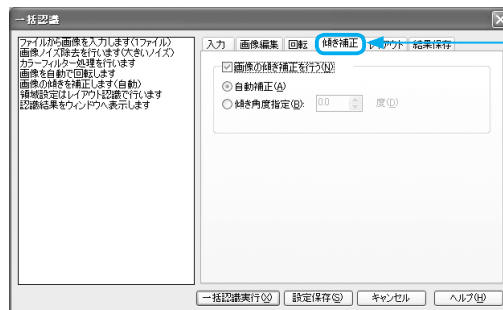 一括認識
ファイルから画像を入力します(1ファイル)
画像ノイズ除去を行います(大きいノイズ)
カラーフィルター処理を行います
画像を自動で回転します
画像の傾きを補正します(自動)
領域設定はレイアウト認識で行います
認識結果をウィンドウへ表示します
入力 画像編集 回転 傾き補正 レイアウト 結果保存
画像の傾き補正を行う(N)
自動補正(A)
傾き角度指定(B): 0.0 度(D)
一括認識実行(X) 設定保存(S) キャンセル ヘルプ(H)